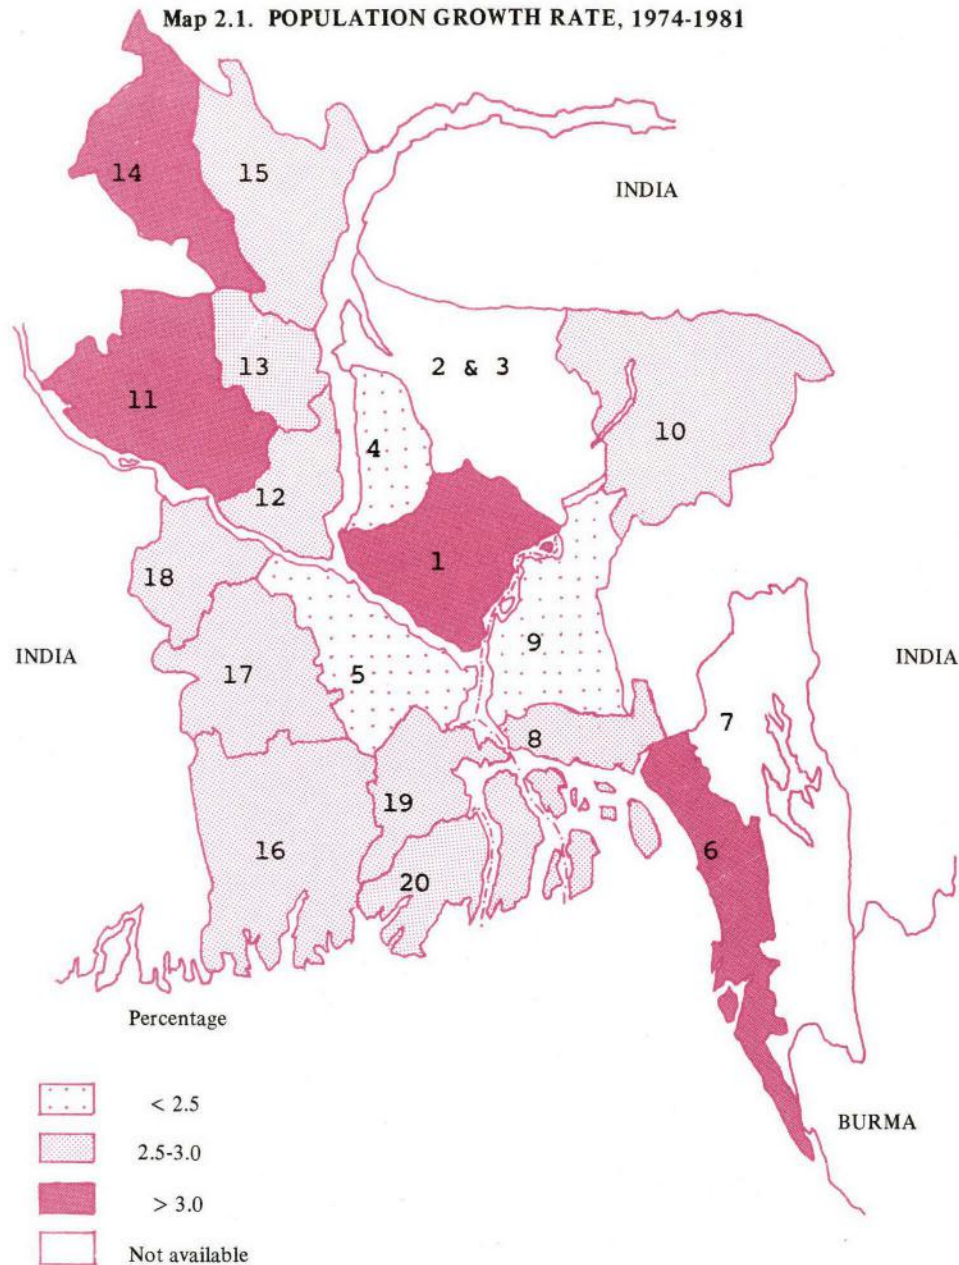 Map 2.1. POPULATION GROWTH RATE, 1974-1981
14
15
INDIA
13
2 & 3
11
10
4
12
1
18
9
INDIA
17
5
INDIA
7
8
19
16
6
20
Percentage
< 2.5
BURMA
2.5-3.0
> 3.0
Not available